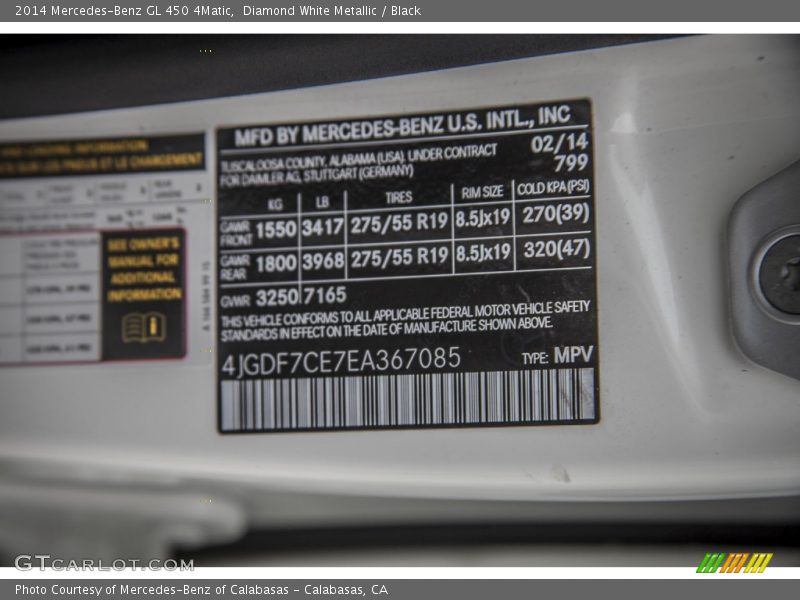 2014 Mercedes-Benz GL 450 4Matic, Diamond White Metallic / Black
MFD BY MERCEDES-BENZ U.S. INTL., INC
TUSCALOOSA COUNTY, ALABAMA (USA), UNDER CONTRACT
FOR DAIMLER AG, STUTTGART (GERMANY)
02/14
799
KG LB TIRES RIM SIZE COLD KPA(PSI)
GAWR FRONT 1550 3417 275/55 R19 8.5Jx19 270(39)
GAWR REAR 1800 3968 275/55 R19 8.5Jx19 320(47)
GVWR 3250 7165
THIS VEHICLE CONFORMS TO ALL APPLICABLE FEDERAL MOTOR VEHICLE SAFETY
STANDARDS IN EFFECT ON THE DATE OF MANUFACTURE SHOWN ABOVE.
4JGDF7CE7EA367085 TYPE: MPV
SEE OWNER'S
MANUAL FOR
ADDITIONAL
INFORMATION
GTCARLOT.COM
Photo Courtesy of Mercedes-Benz of Calabasas - Calabasas, CA